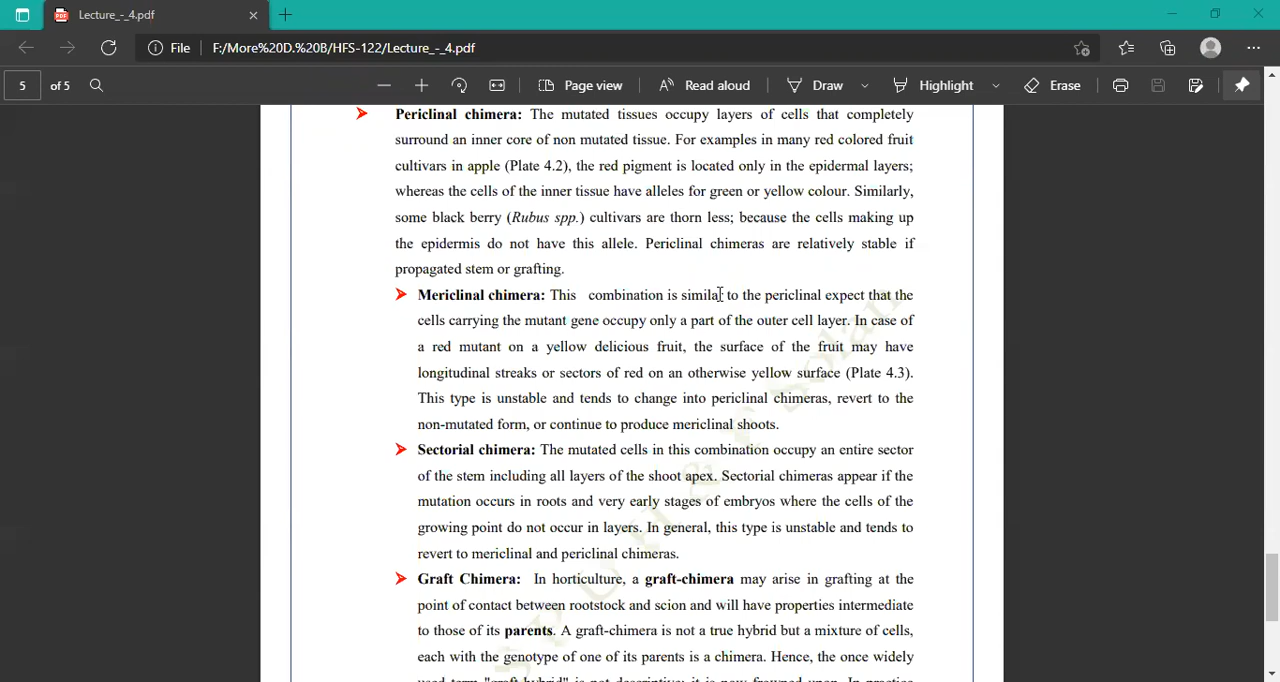 Lecture_-_4.pdf
File F:/More%20D.%20B/HFS-122/Lecture_-_4.pdf
5 of 5 Page view Read aloud Draw Highlight Erase
Periclinal chimera: The mutated tissues occupy layers of cells that completely
surround an inner core of non mutated tissue. For examples in many red colored fruit
cultivars in apple (Plate 4.2), the red pigment is located only in the epidermal layers;
whereas the cells of the inner tissue have alleles for green or yellow colour. Similarly,
some black berry (Rubus spp.) cultivars are thorn less; because the cells making up
the epidermis do not have this allele. Periclinal chimeras are relatively stable if
propagated stem or grafting.
Mericlinal chimera: This combination is similar to the periclinal expect that the
cells carrying the mutant gene occupy only a part of the outer cell layer. In case of
a red mutant on a yellow delicious fruit, the surface of the fruit may have
longitudinal streaks or sectors of red on an otherwise yellow surface (Plate 4.3).
This type is unstable and tends to change into periclinal chimeras, revert to the
non-mutated form, or continue to produce mericlinal shoots.
Sectorial chimera: The mutated cells in this combination occupy an entire sector
of the stem including all layers of the shoot apex. Sectorial chimeras appear if the
mutation occurs in roots and very early stages of embryos where the cells of the
growing point do not occur in layers. In general, this type is unstable and tends to
revert to mericlinal and periclinal chimeras.
Graft Chimera: In horticulture, a graft-chimera may arise in grafting at the
point of contact between rootstock and scion and will have properties intermediate
to those of its parents. A graft-chimera is not a true hybrid but a mixture of cells,
each with the genotype of one of its parents is a chimera. Hence, the once widely
used term "graft-hybrid" is not descriptive; it is now frowned upon. In practice